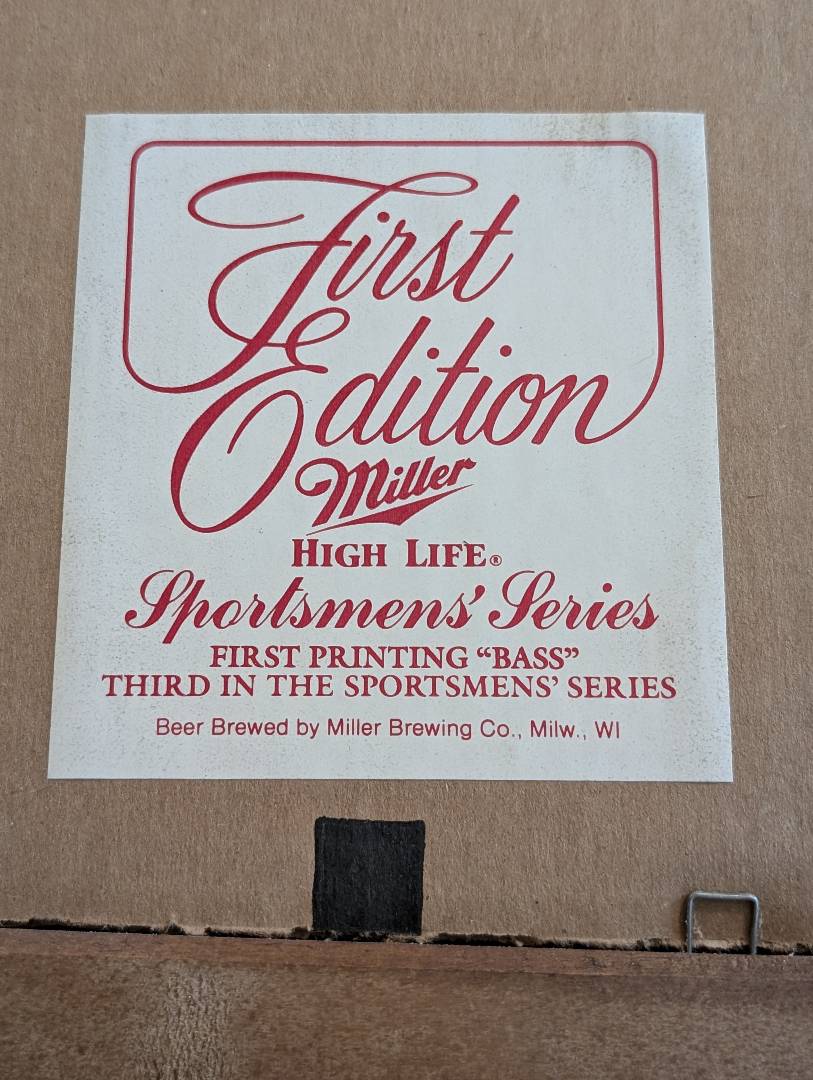 First
Edition
Miller
HIGH LIFE®
Sportsmens' Series
FIRST PRINTING “BASS”
THIRD IN THE SPORTSMENS’ SERIES
Beer Brewed by Miller Brewing Co., Milw., WI